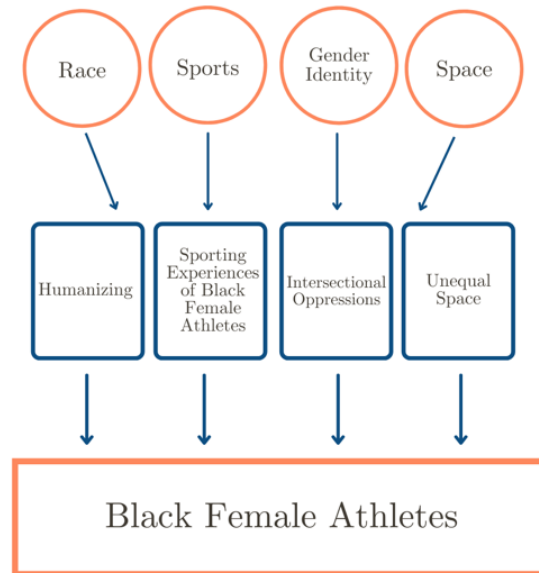 Race
Sports
Gender
Identity
Space
Humanizing
Sporting
Experiences
of Black
Female
Athletes
Intersectional
Oppressions
Unequal
Space
Black Female Athletes